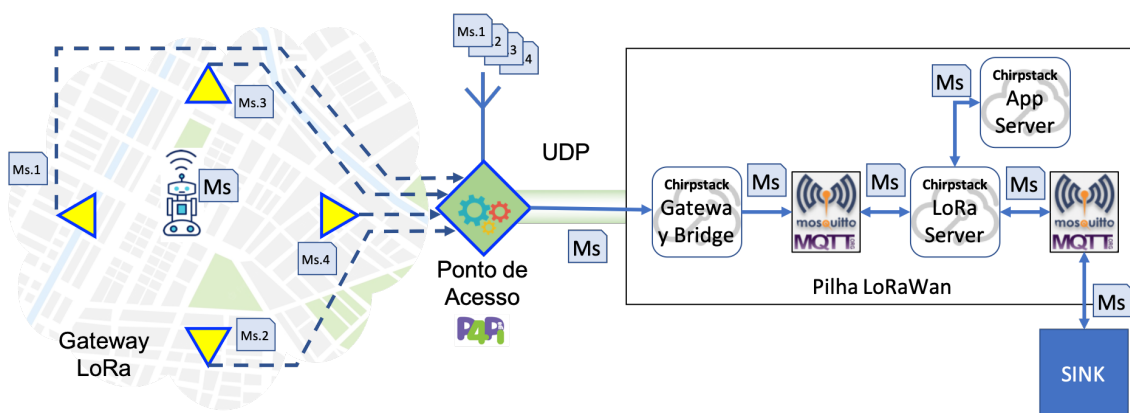 Ms.1
.2
.3
4
Ms.3
Ms.1
Ms
Ms.4
Ms.2
Gateway
LoRa
Ponto de
Acesso
P4Pi
UDP
Ms
Chirpstack
Gatewa
y Bridge
Ms
mosquitto
MQTT
Ms
Chirpstack
LoRa
Server
Ms
Chirpstack
App
Server
Ms
mosquitto
MQTT
Pilha LoRaWan
Ms
SINK